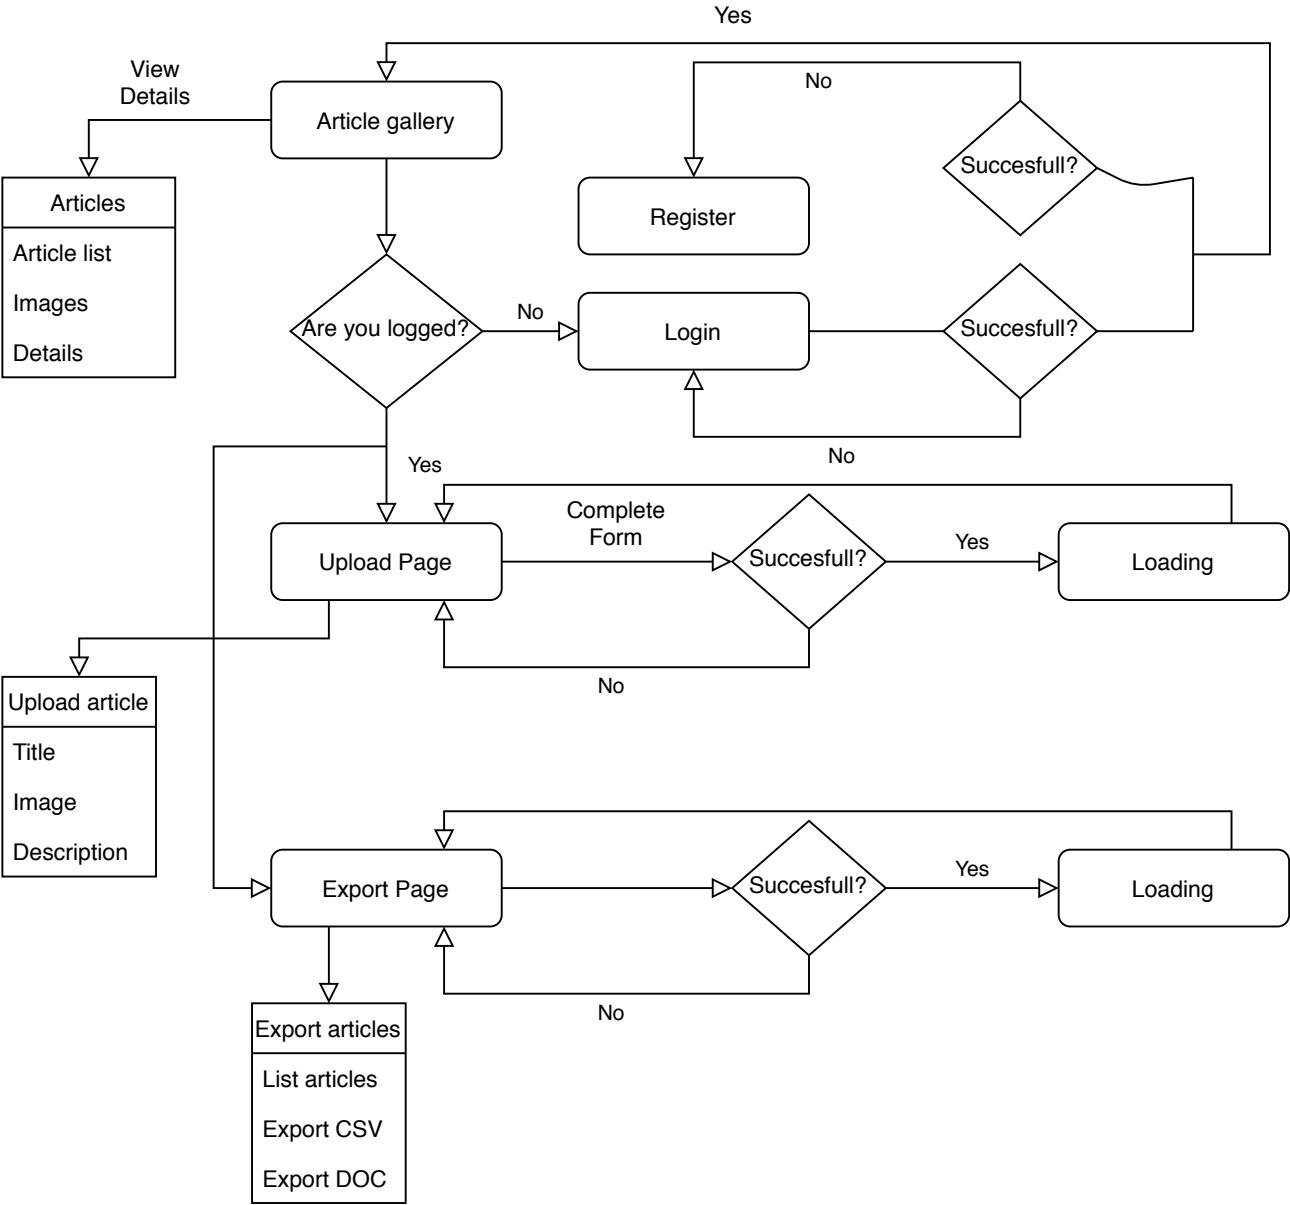 Yes
View
Details
Article gallery
No
Succesfull?
Articles
Article list
Images
Details
Register
Are you logged?
No
Login
Succesfull?
No
Yes
Complete
Form
Upload Page
Succesfull?
Yes
Loading
No
Upload article
Title
Image
Description
Export Page
Succesfull?
Yes
Loading
No
Export articles
List articles
Export CSV
Export DOC